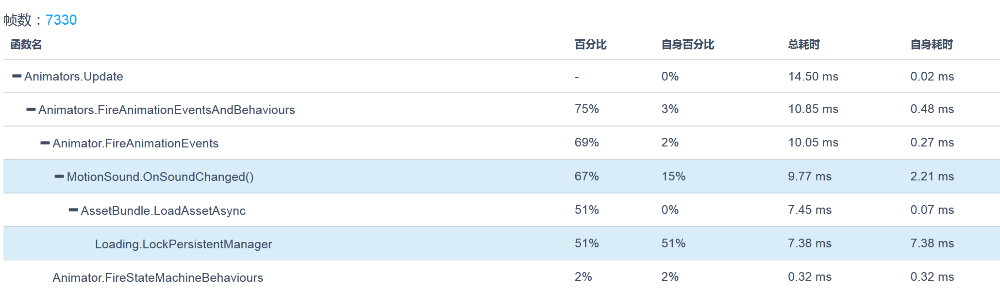 帧数：7330
函数名 百分比 自身百分比 总耗时 自身耗时
Animators.Update - 0% 14.50 ms 0.02 ms
Animators.FireAnimationEventsAndBehaviours 75% 3% 10.85 ms 0.48 ms
Animator.FireAnimationEvents 69% 2% 10.05 ms 0.27 ms
MotionSound.OnSoundChanged() 67% 15% 9.77 ms 2.21 ms
AssetBundle.LoadAssetAsync 51% 0% 7.45 ms 0.07 ms
Loading.LockPersistentManager 51% 51% 7.38 ms 7.38 ms
Animator.FireStateMachineBehaviours 2% 2% 0.32 ms 0.32 ms